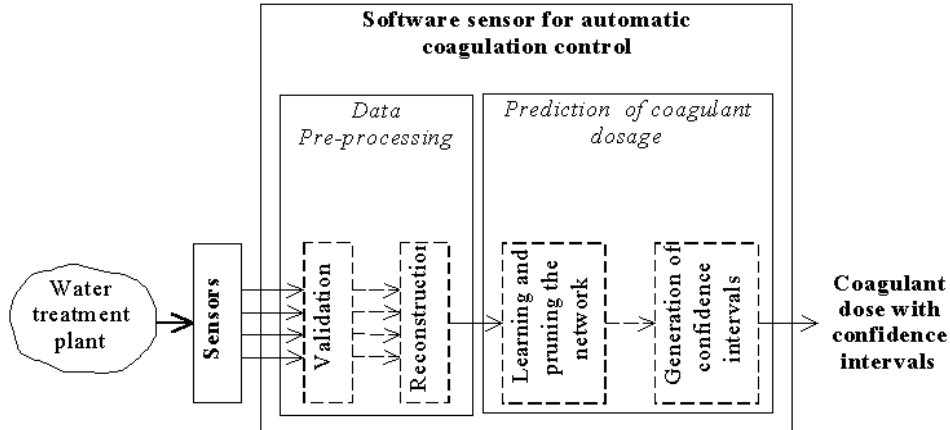 Software sensor for automatic
coagulation control
Data
Pre-processing
Prediction of coagulant
dosage
Water
treatment
plant
Sensors
Validation
Reconstruction
Learning and
pruning the
network
Generation of
confidence
intervals
Coagulant
dose with
confidence
intervals